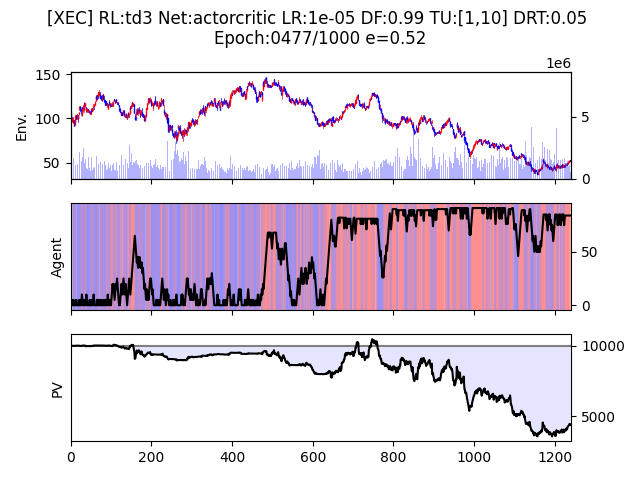 [XEC] RL:td3 Net:actorcritic LR:1e-05 DF:0.99 TU:[1,10] DRT:0.05
Epoch:0477/1000 e=0.52
1e6
150
100
50
Env.
5
0
Agent
50
0
PV
10000
5000
0
200
400
600
800
1000
1200